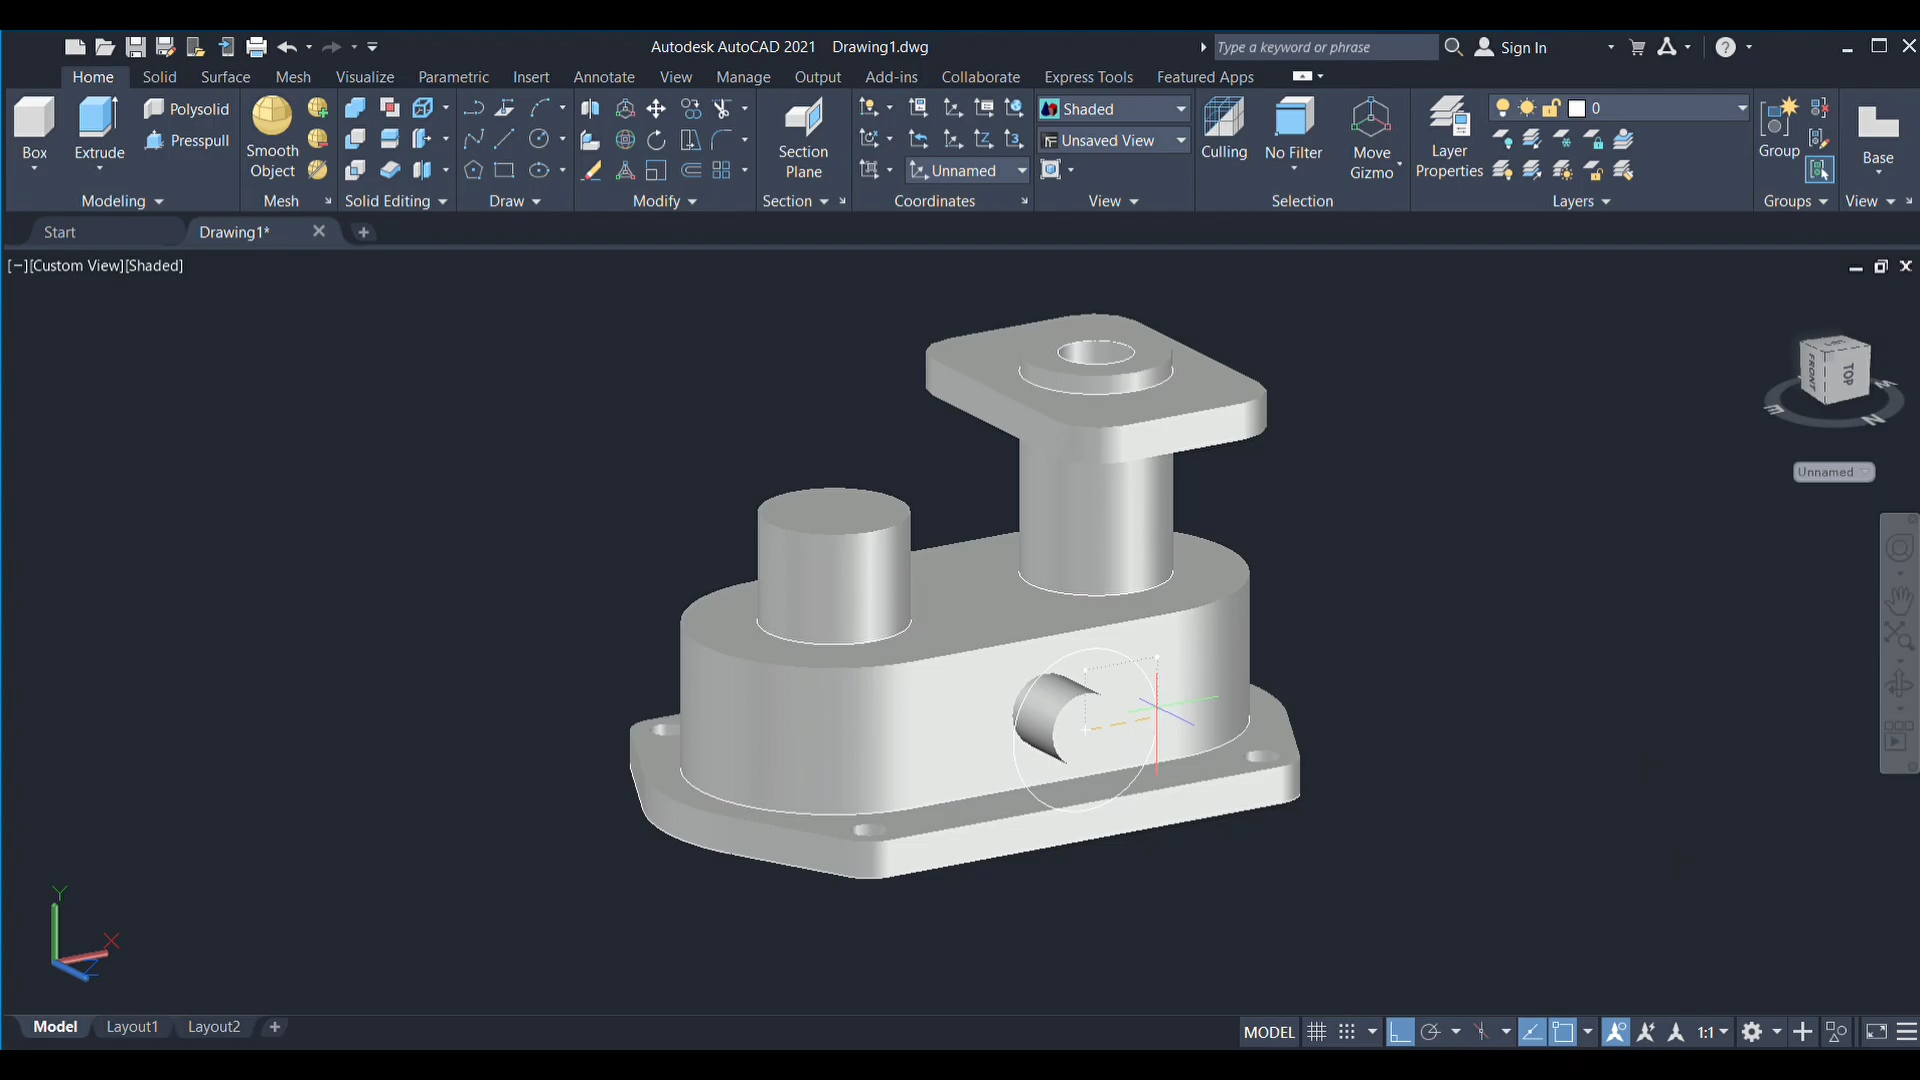 Autodesk AutoCAD 2021 Drawing1.dwg
Type a keyword or phrase
Sign In
Home Solid Surface Mesh Visualize Parametric Insert Annotate View Manage Output Add-ins Collaborate Express Tools Featured Apps
Box
Extrude
Polysolid
Presspull
Smooth
Object
Section
Plane
Shaded
Unsaved View
Unnamed
Culling
No Filter
Move
Gizmo
Layer
Properties
0
Group
Base
Modeling Mesh Solid Editing Draw Modify Section Coordinates View Selection Layers Groups View
Start
Drawing1*
[−][Custom View][Shaded]
FRONT
TOP
E
N
Unnamed
Y
X
Z
Model Layout1 Layout2
MODEL
1:1